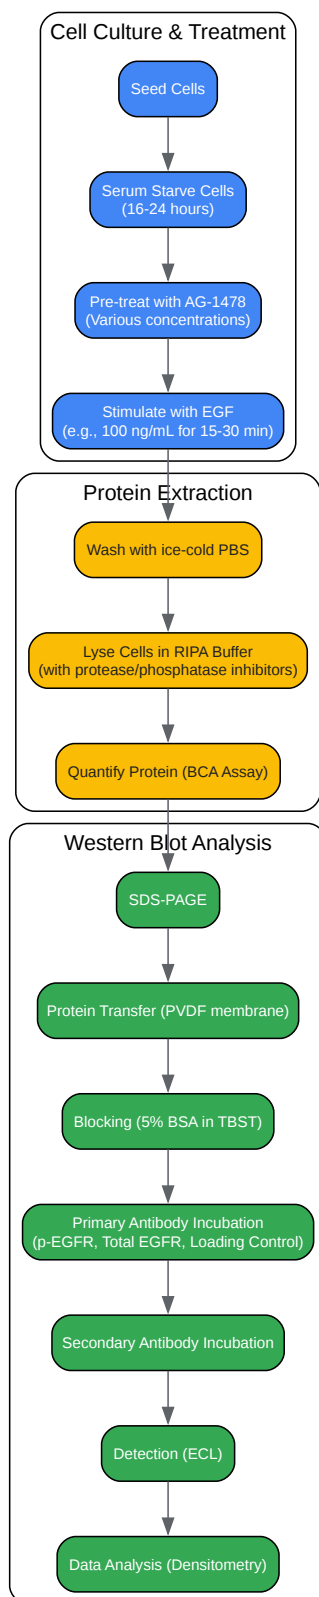 Cell Culture & Treatment
Seed Cells
Serum Starve Cells
(16-24 hours)
Pre-treat with AG-1478
(Various concentrations)
Stimulate with EGF
(e.g., 100 ng/mL for 15-30 min)
Protein Extraction
Wash with ice-cold PBS
Lyse Cells in RIPA Buffer
(with protease/phosphatase inhibitors)
Quantify Protein (BCA Assay)
Western Blot Analysis
SDS-PAGE
Protein Transfer (PVDF membrane)
Blocking (5% BSA in TBST)
Primary Antibody Incubation
(p-EGFR, Total EGFR, Loading Control)
Secondary Antibody Incubation
Detection (ECL)
Data Analysis (Densitometry)